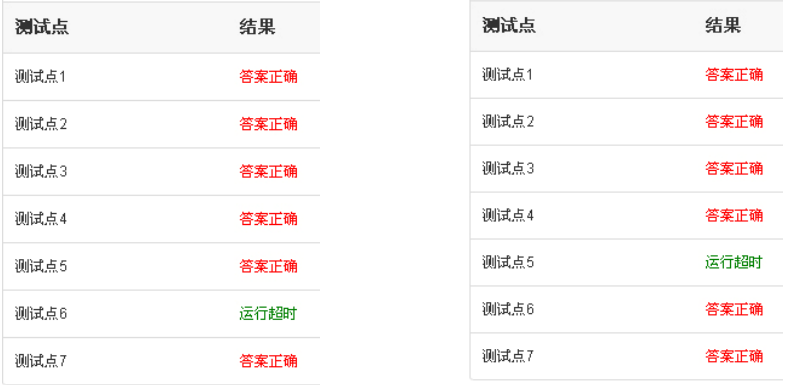 测试点 结果
测试点1 答案正确
测试点2 答案正确
测试点3 答案正确
测试点4 答案正确
测试点5 答案正确
测试点6 运行超时
测试点7 答案正确
测试点 结果
测试点1 答案正确
测试点2 答案正确
测试点3 答案正确
测试点4 答案正确
测试点5 运行超时
测试点6 答案正确
测试点7 答案正确